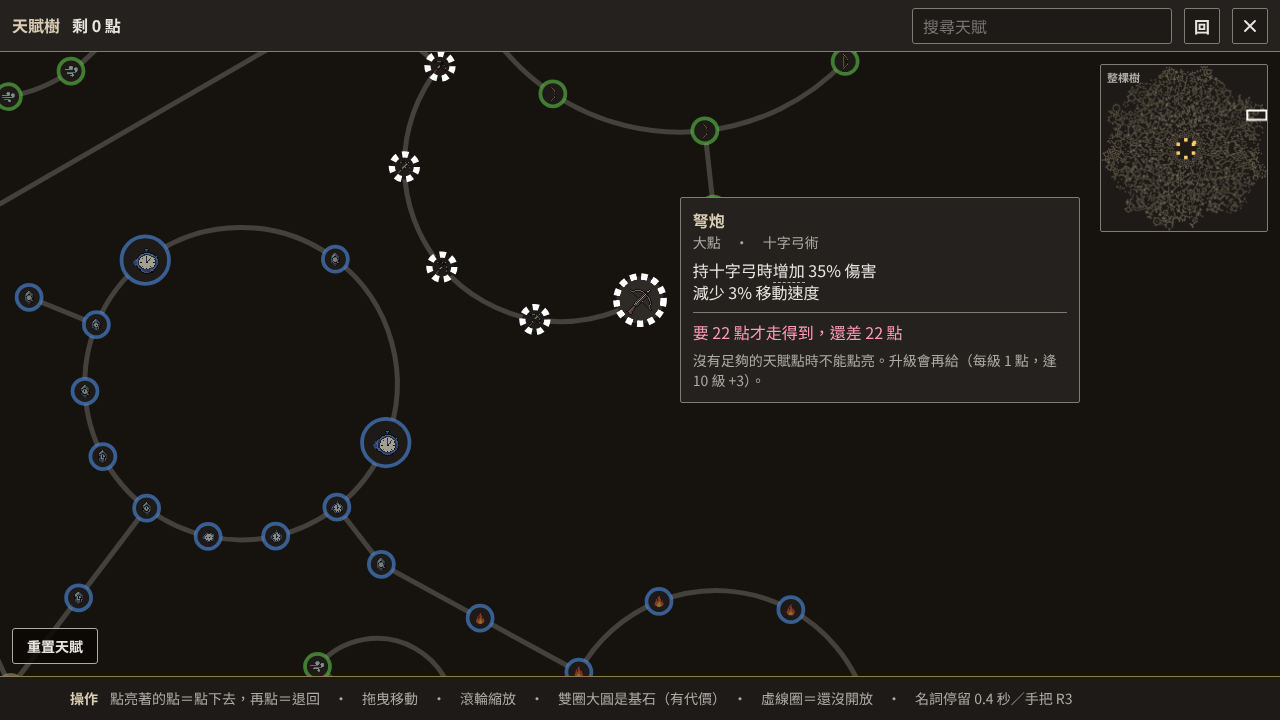 天賦樹 剩 0 點
搜尋天賦
回
整棵樹
弩炮
大點 • 十字弓術
持十字弓時增加 35% 傷害
減少 3% 移動速度
要 22 點才走得到，還差 22 點
沒有足夠的天賦點時不能點亮。升級會再給（每級 1 點，逢
10 級 +3）。
重置天賦
操作 點亮著的點＝點下去，再點＝退回 • 拖曳移動 • 滾輪縮放 • 雙圈大圓是基石（有代價） • 虛線圈＝還沒開放 • 名詞停留 0.4 秒／手把 R3